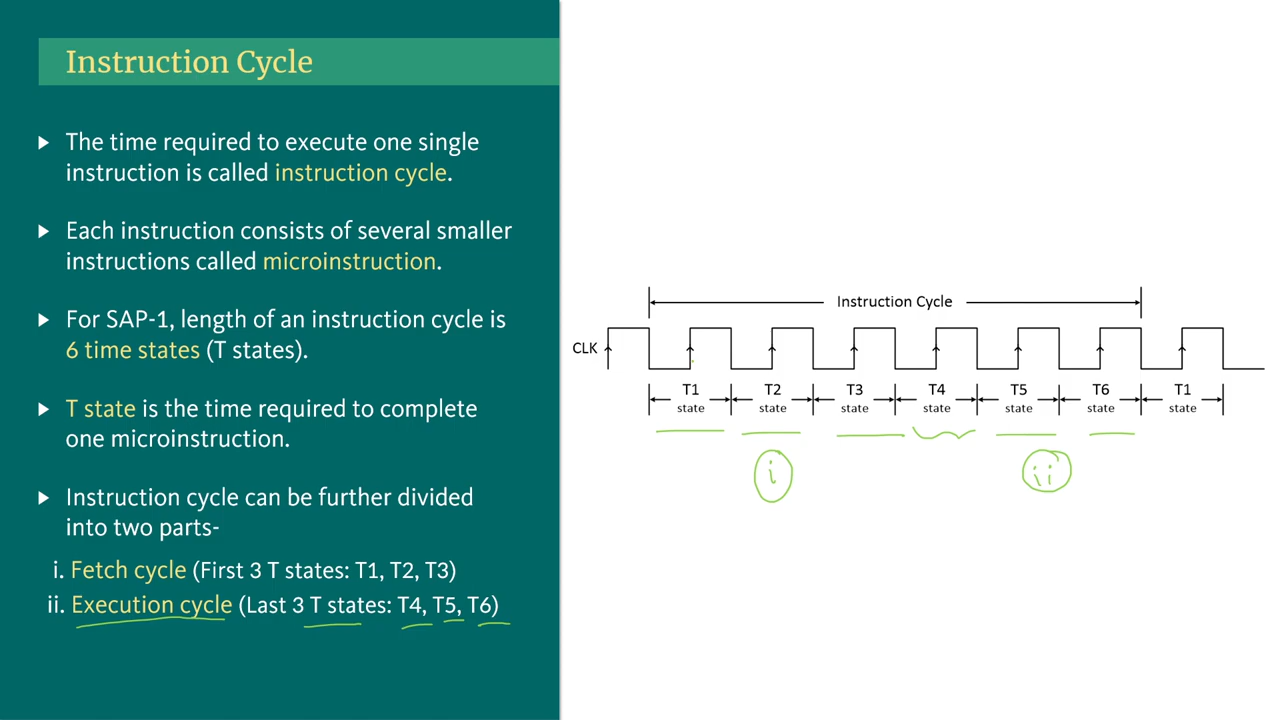 Instruction Cycle
The time required to execute one single
instruction is called instruction cycle.
Each instruction consists of several smaller
instructions called microinstruction.
For SAP-1, length of an instruction cycle is
6 time states (T states).
T state is the time required to complete
one microinstruction.
Instruction cycle can be further divided
into two parts-
i. Fetch cycle (First 3 T states: T1, T2, T3)
ii. Execution cycle (Last 3 T states: T4, T5, T6)
Instruction Cycle
CLK
T1 T2 T3 T4 T5 T6 T1
state state state state state state state
i ii